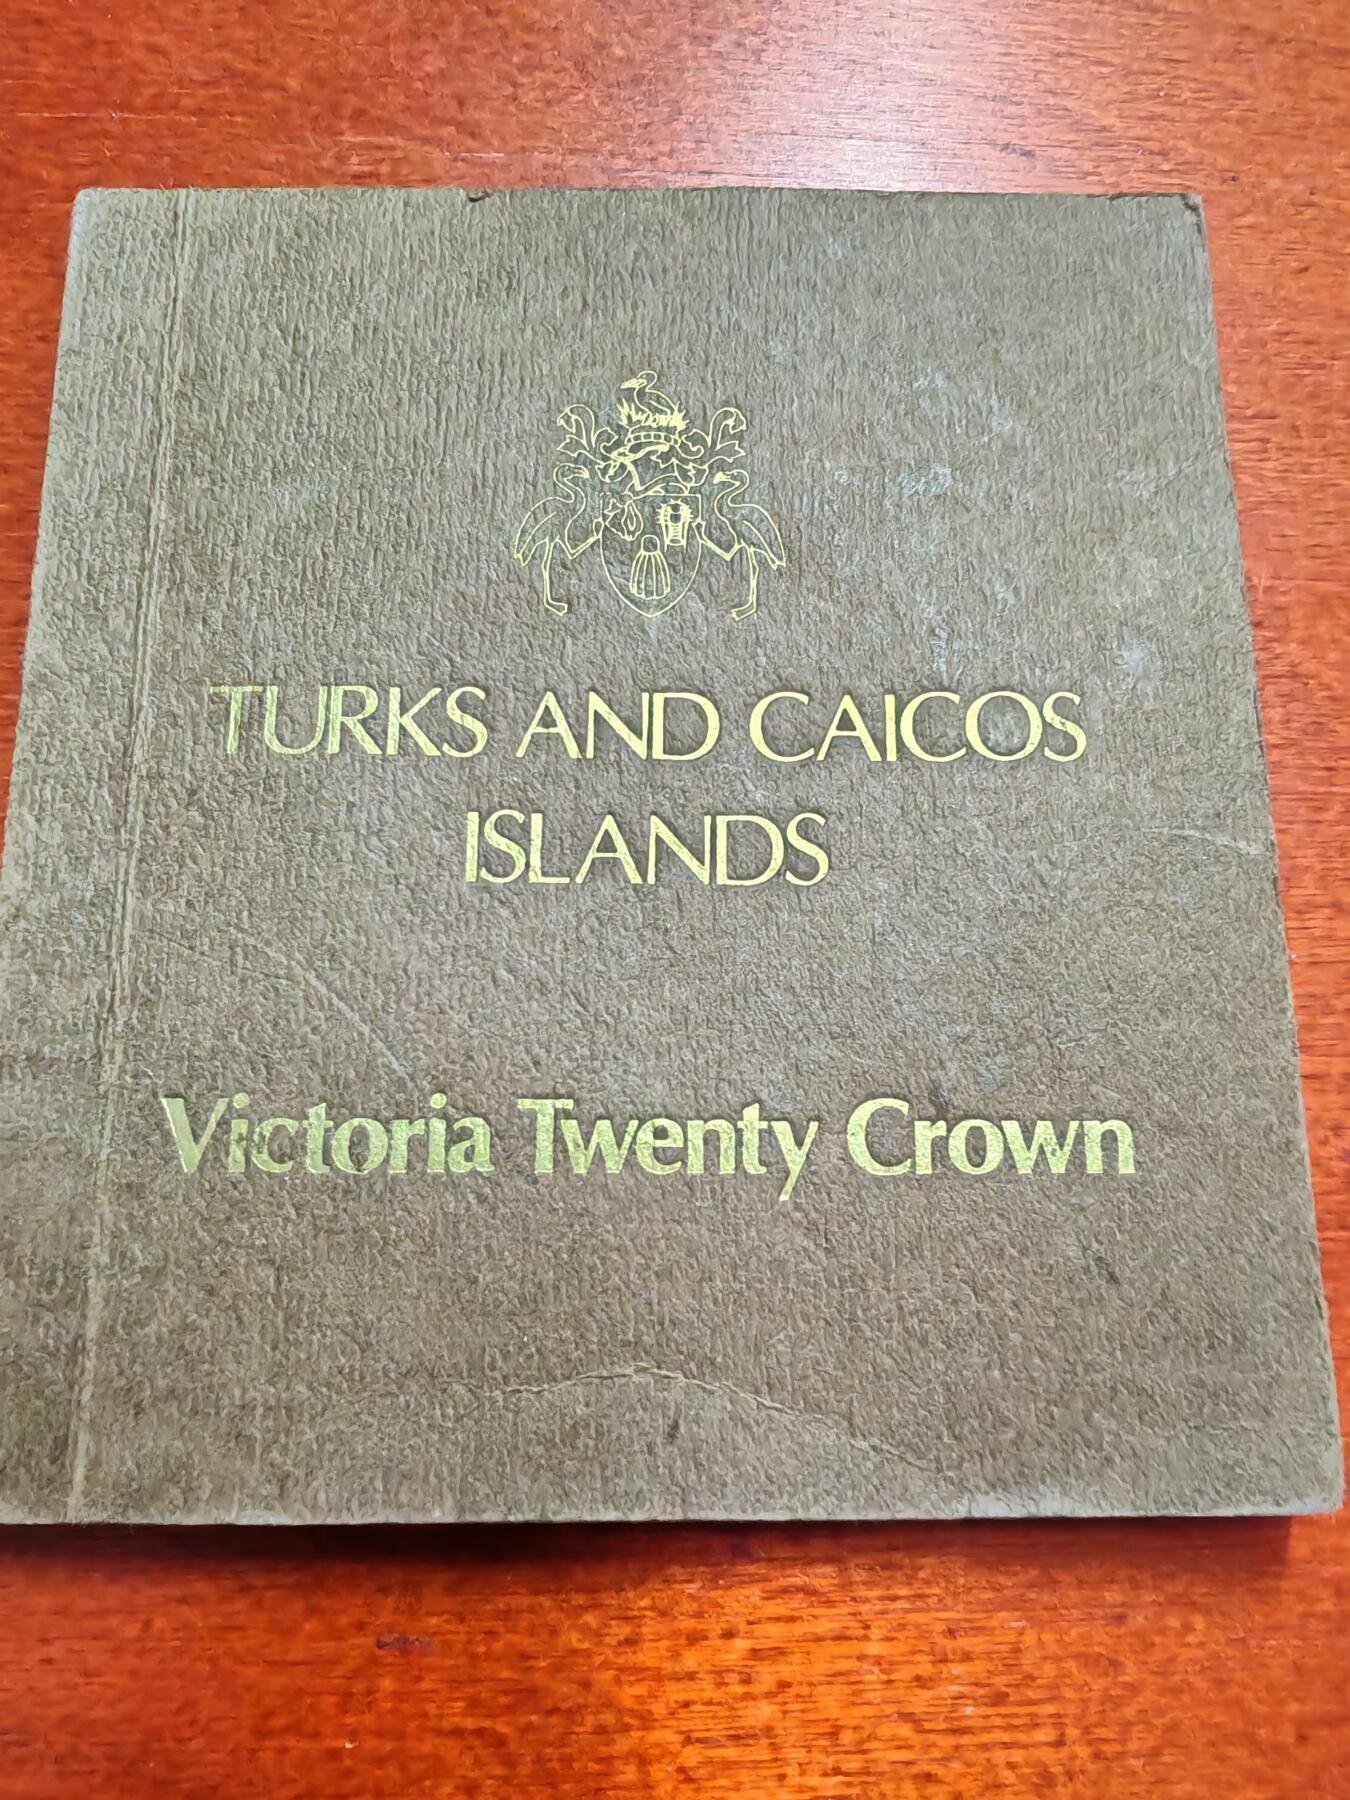 TURKS AND CAICOS
ISLANDS
Victoria Twenty Crown